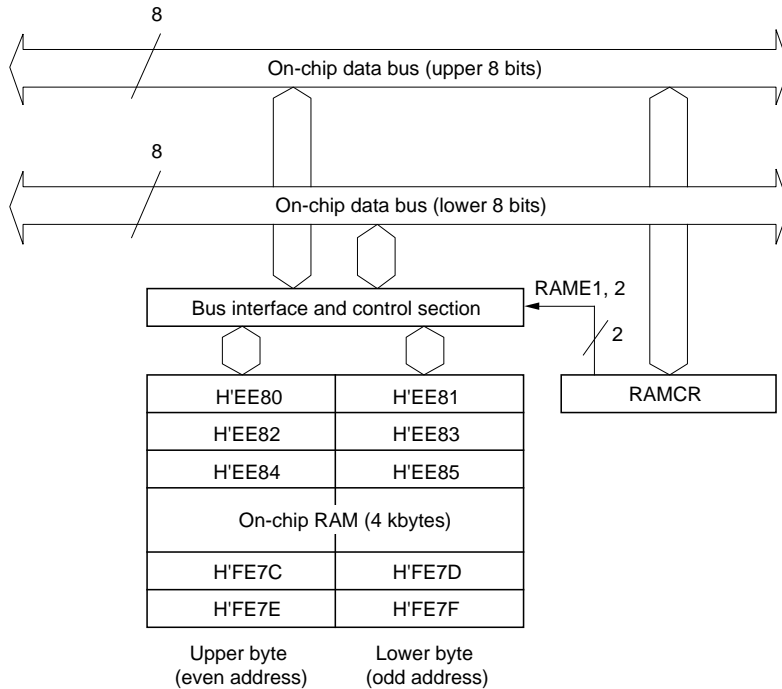 8
On-chip data bus (upper 8 bits)
8
On-chip data bus (lower 8 bits)
RAME1, 2
Bus interface and control section
2
H'EE80 H'EE81 RAMCR
H'EE82 H'EE83
H'EE84 H'EE85
On-chip RAM (4 kbytes)
H'FE7C H'FE7D
H'FE7E H'FE7F
Upper byte Lower byte
(even address) (odd address)